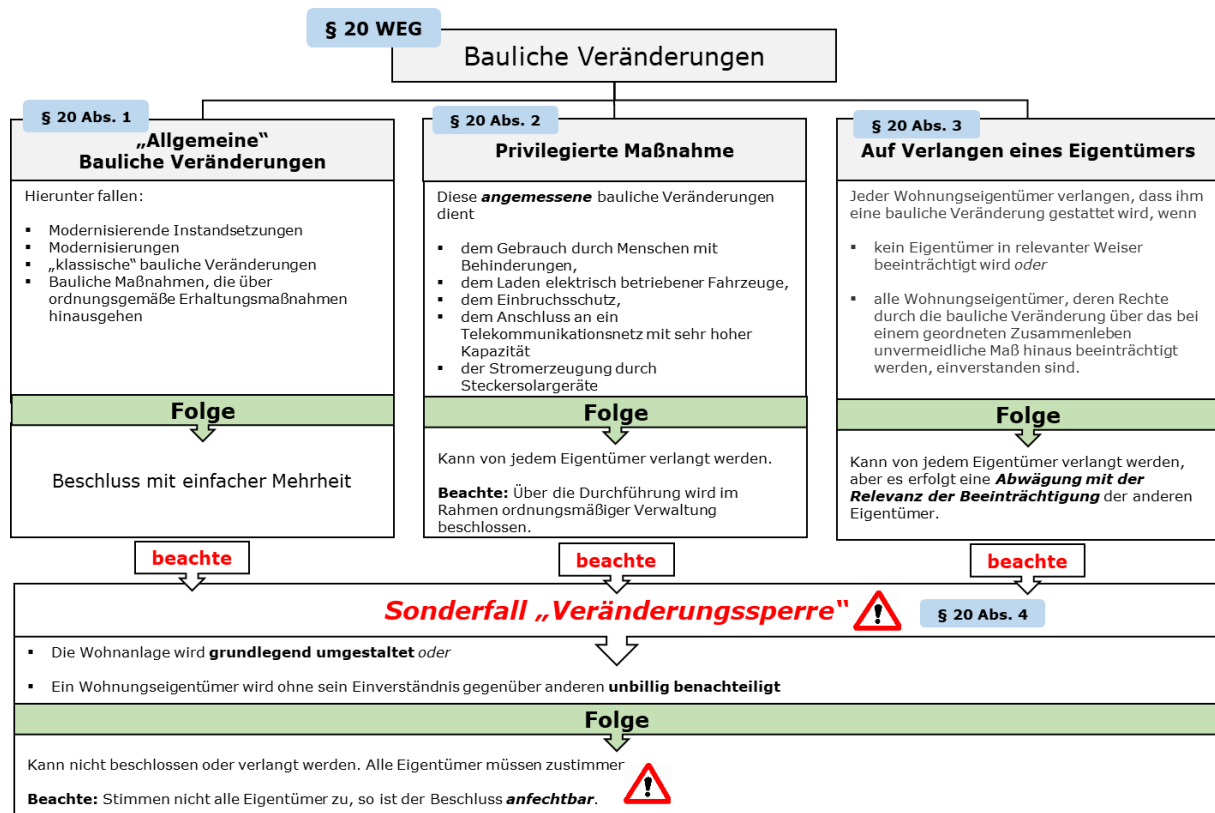 § 20 WEG
Bauliche Veränderungen
§ 20 Abs. 1
„Allgemeine“
Bauliche Veränderungen
Hierunter fallen:
▪ Modernisierende Instandsetzungen
▪ Modernisierungen
▪ „klassische“ bauliche Veränderungen
▪ Bauliche Maßnahmen, die über
ordnungsgemäße Erhaltungsmaßnahmen
hinausgehen
Folge
Beschluss mit einfacher Mehrheit
beachte
§ 20 Abs. 2
Privilegierte Maßnahme
Diese angemessene bauliche Veränderungen
dient
▪ dem Gebrauch durch Menschen mit
Behinderungen,
▪ dem Laden elektrisch betriebener Fahrzeuge,
▪ dem Einbruchsschutz,
▪ dem Anschluss an ein
Telekommunikationsnetz mit sehr hoher
Kapazität
▪ der Stromerzeugung durch
Steckersolargeräte
Folge
Kann von jedem Eigentümer verlangt werden.
Beachte: Über die Durchführung wird im
Rahmen ordnungsmäßiger Verwaltung
beschlossen.
beachte
§ 20 Abs. 3
Auf Verlangen eines Eigentümers
Jeder Wohnungseigentümer verlangen, dass ihm
eine bauliche Veränderung gestattet wird, wenn
▪ kein Eigentümer in relevanter Weiser
beeinträchtigt wird oder
▪ alle Wohnungseigentümer, deren Rechte
durch die bauliche Veränderung über das bei
einem geordneten Zusammenleben
unvermeidliche Maß hinaus beeinträchtigt
werden, einverstanden sind.
Folge
Kann von jedem Eigentümer verlangt werden,
aber es erfolgt eine Abwägung mit der
Relevanz der Beeinträchtigung der anderen
Eigentümer.
beachte
Sonderfall „Veränderungssperre“
§ 20 Abs. 4
▪ Die Wohnanlage wird grundlegend umgestaltet oder
▪ Ein Wohnungseigentümer wird ohne sein Einverständnis gegenüber anderen unbillig benachteiligt
Folge
Kann nicht beschlossen oder verlangt werden. Alle Eigentümer müssen zustimmer
Beachte: Stimmen nicht alle Eigentümer zu, so ist der Beschluss anfechtbar.